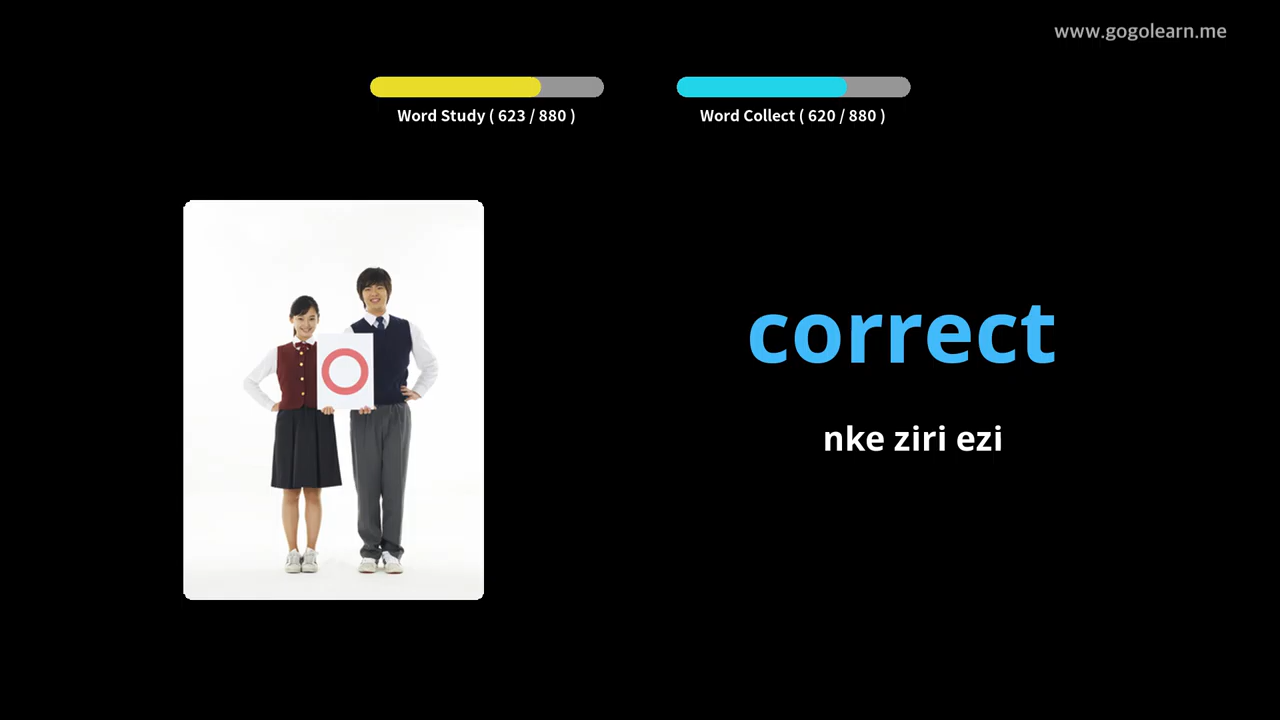 www.gogolearn.me
Word Study ( 623 / 880 )
Word Collect ( 620 / 880 )
correct
nke ziri ezi